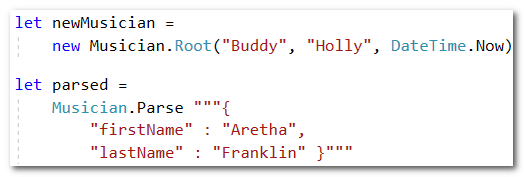 let newMusician =
    new Musician.Root("Buddy", "Holly", DateTime.Now)
let parsed =
    Musician.Parse """{
        "firstName" : "Aretha",
        "lastName" : "Franklin" }"""